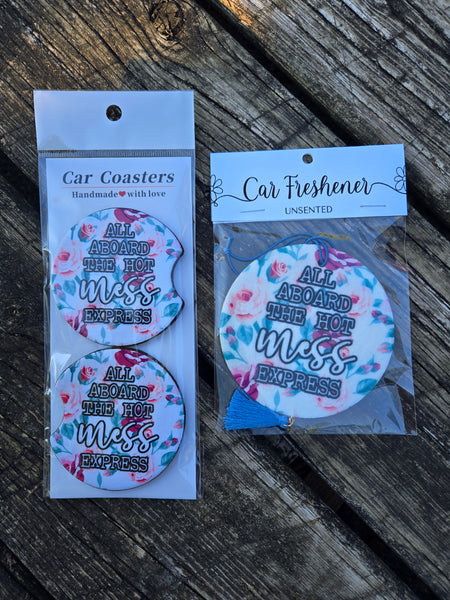 Car Coasters
Handmade❤with love
ALL
ABOARD
THE HOT
mess
EXPRESS
ALL
ABOARD
THE HOT
mess
EXPRESS
Car Freshener
UNSENTED
ALL
ABOARD
THE HOT
mess
EXPRESS